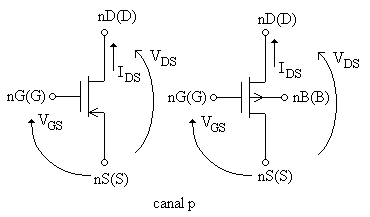 nD(D) nD(D)
V_DS V_DS
I_DS I_DS
nG(G) nG(G) nB(B)
V_GS V_GS
nS(S) nS(S)
canal p